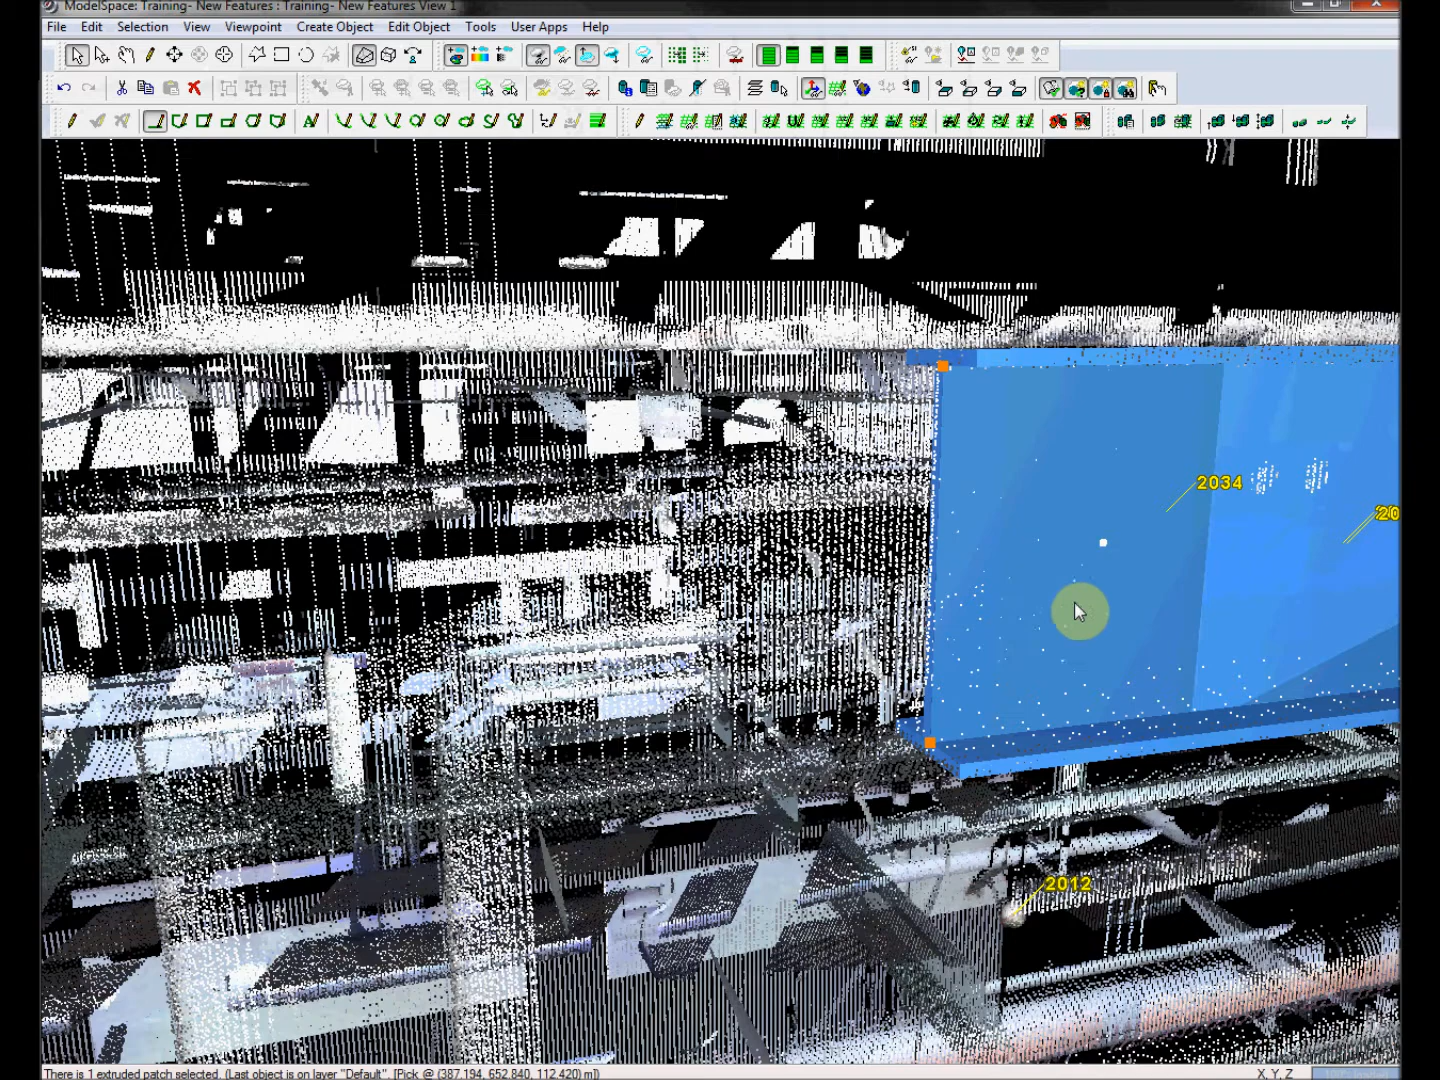 ModelSpace: Training- New Features : Training- New Features View 1
File Edit Selection View Viewpoint Create Object Edit Object Tools User Apps Help
2034
20
2012
There is 1 extruded patch selected. (Last object is on layer "Default". [Pick @ (387.194, 652.840, 112.420) m])
X, Y, Z